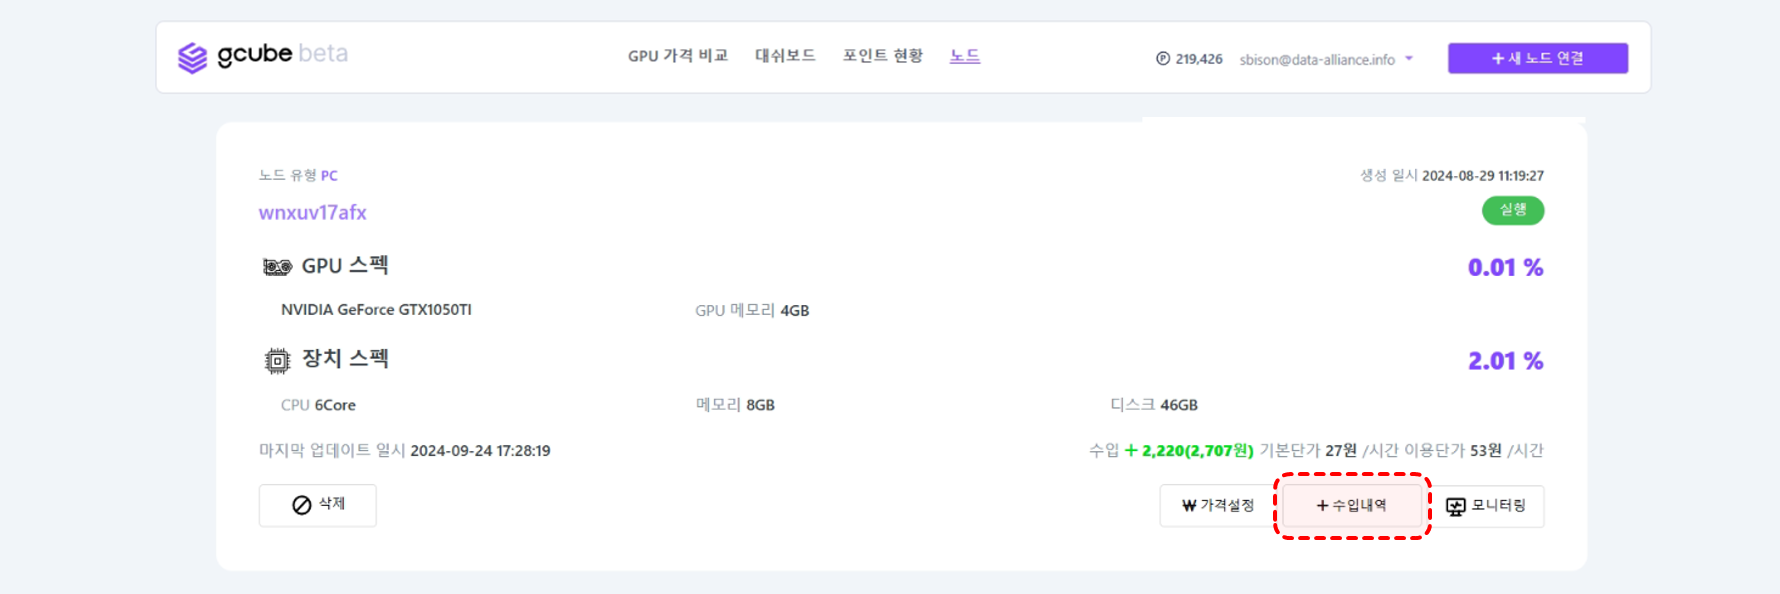 gcube beta
GPU 가격 비교 대쉬보드 포인트 현황 노드
Ⓟ 219,426 sbison@data-alliance.info
+ 새 노드 연결
노드 유형 PC
생성 일시 2024-08-29 11:19:27
wnxuv17afx
실행
GPU 스펙
0.01 %
NVIDIA GeForce GTX1050TI GPU 메모리 4GB
장치 스펙
2.01 %
CPU 6Core 메모리 8GB 디스크 46GB
마지막 업데이트 일시 2024-09-24 17:28:19
수입 + 2,220(2,707원) 기본단가 27원 /시간 이용단가 53원 /시간
삭제
₩ 가격설정 + 수입내역 모니터링